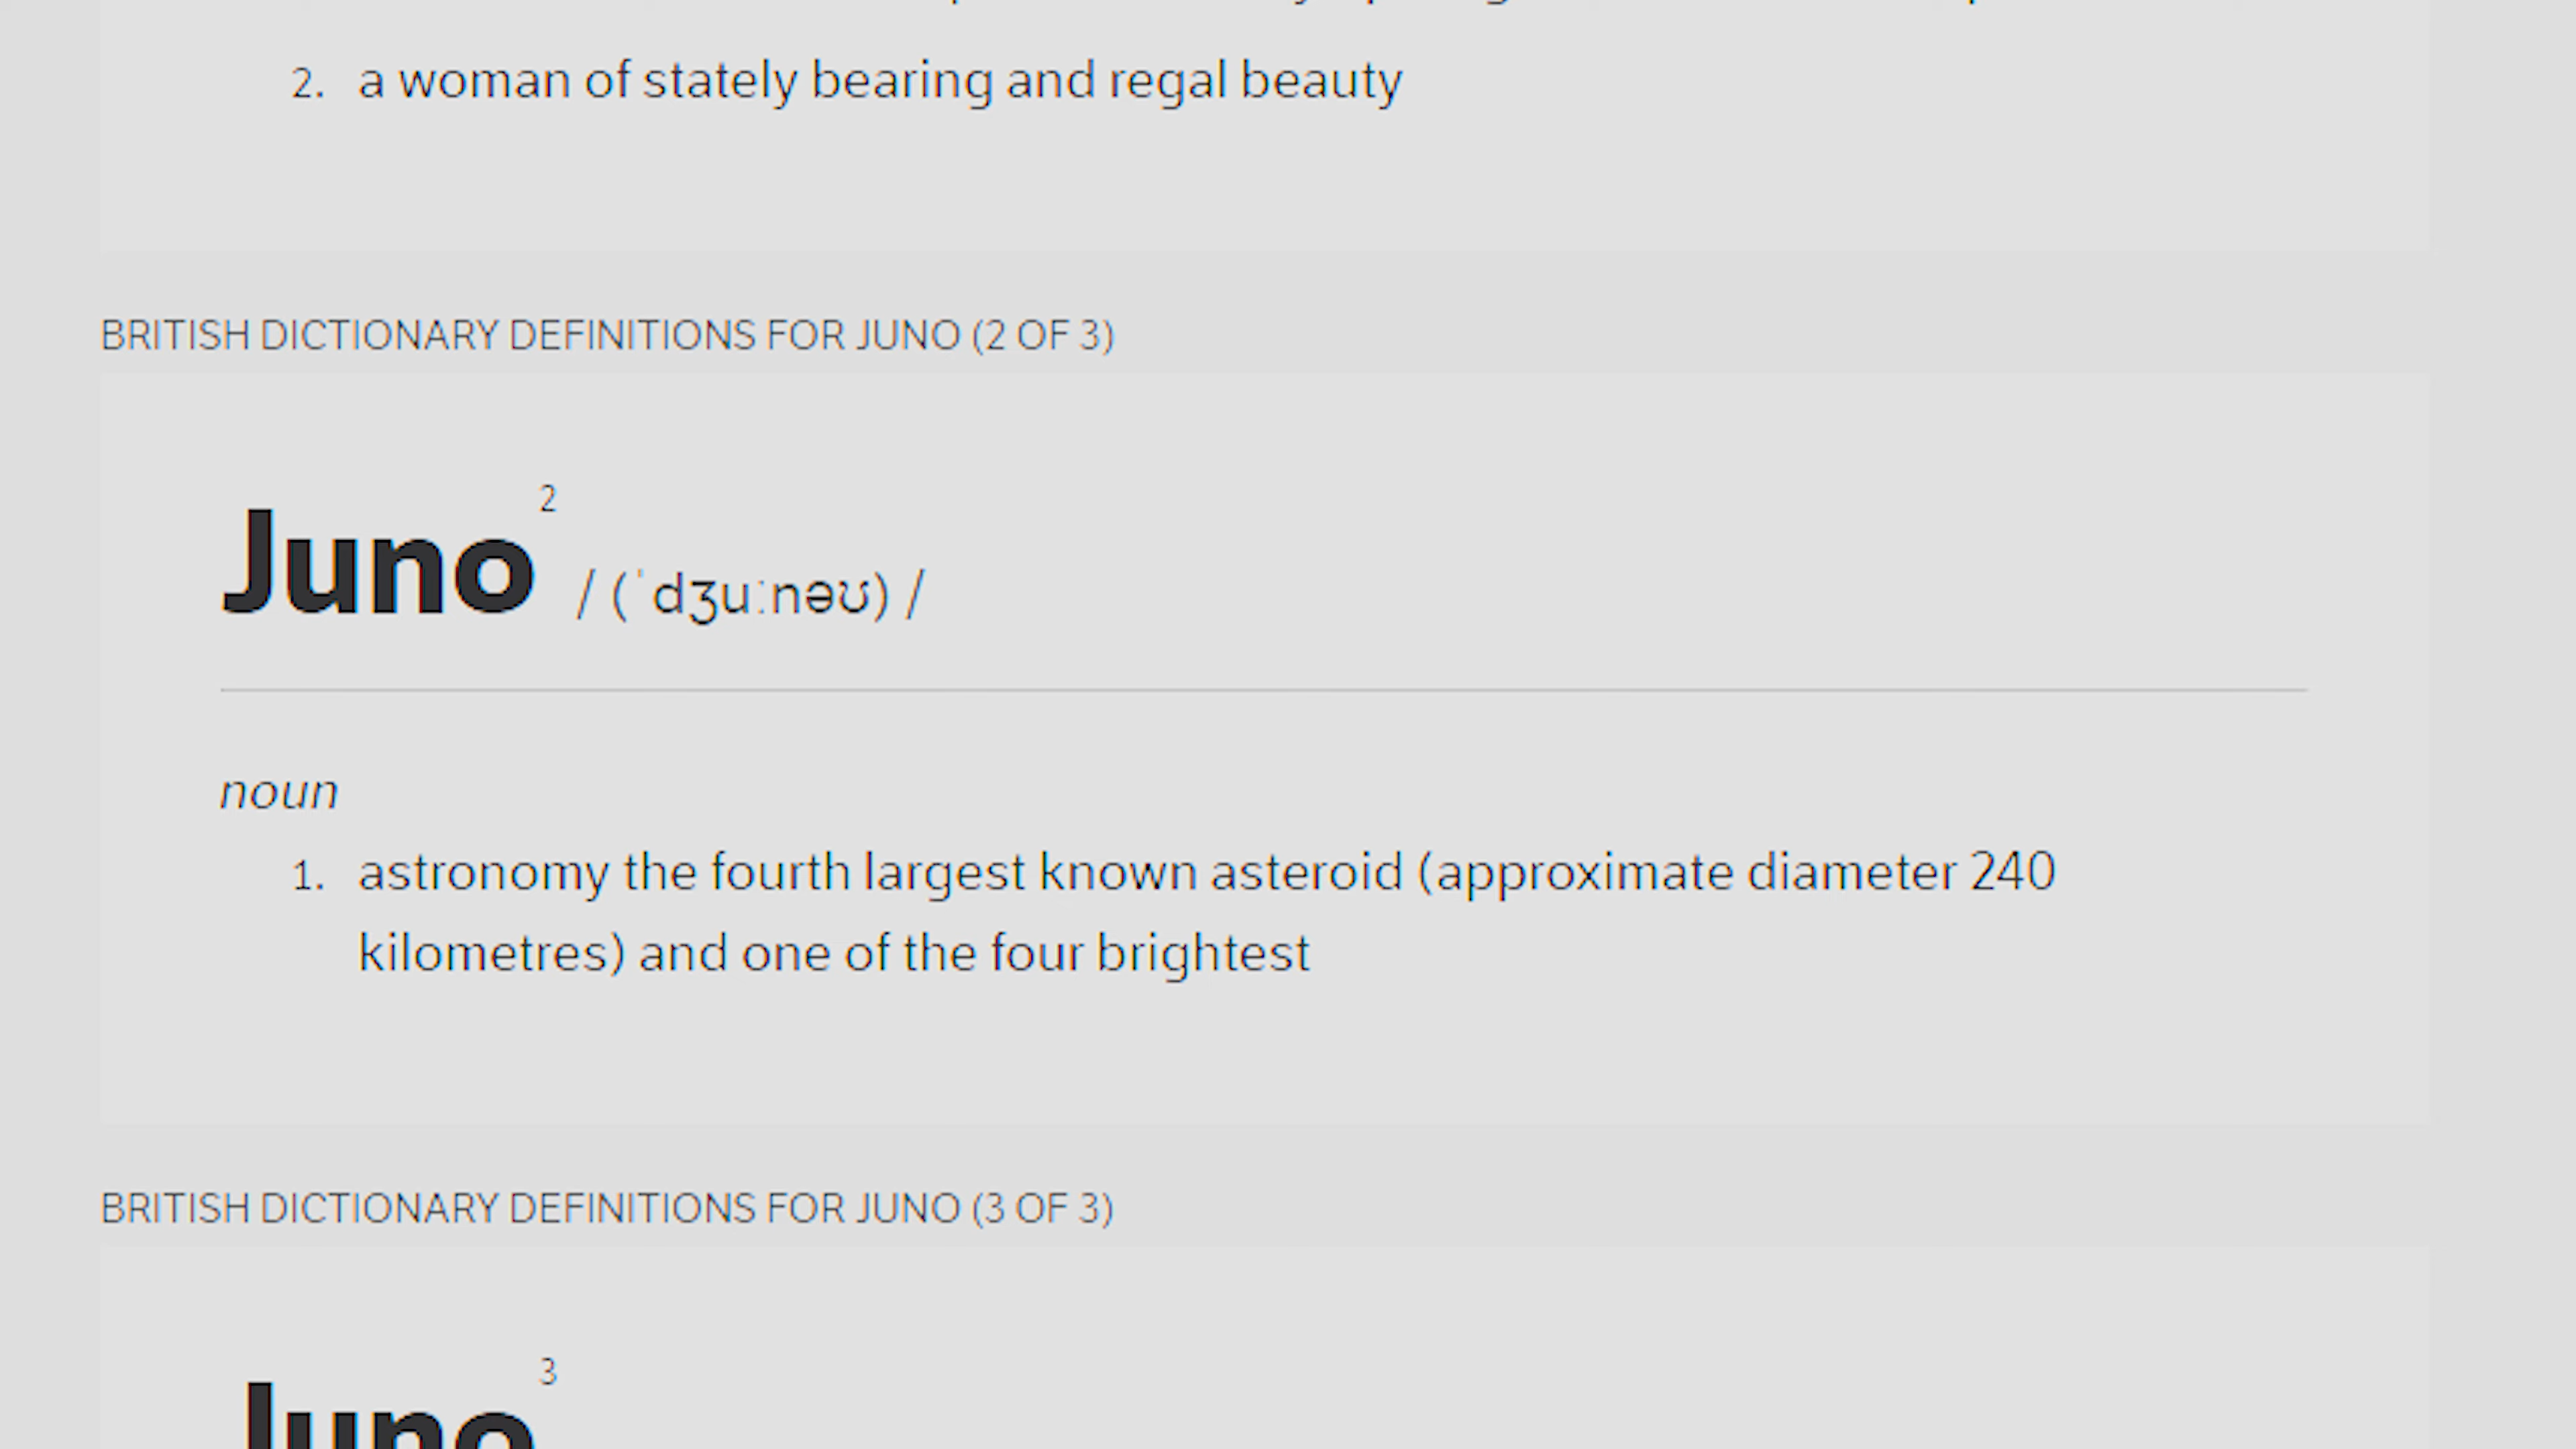 2. a woman of stately bearing and regal beauty
BRITISH DICTIONARY DEFINITIONS FOR JUNO (2 OF 3)
Juno 2 / (ˈdʒuːnəʊ) /
noun
1. astronomy the fourth largest known asteroid (approximate diameter 240
kilometres) and one of the four brightest
BRITISH DICTIONARY DEFINITIONS FOR JUNO (3 OF 3)
Juno 3